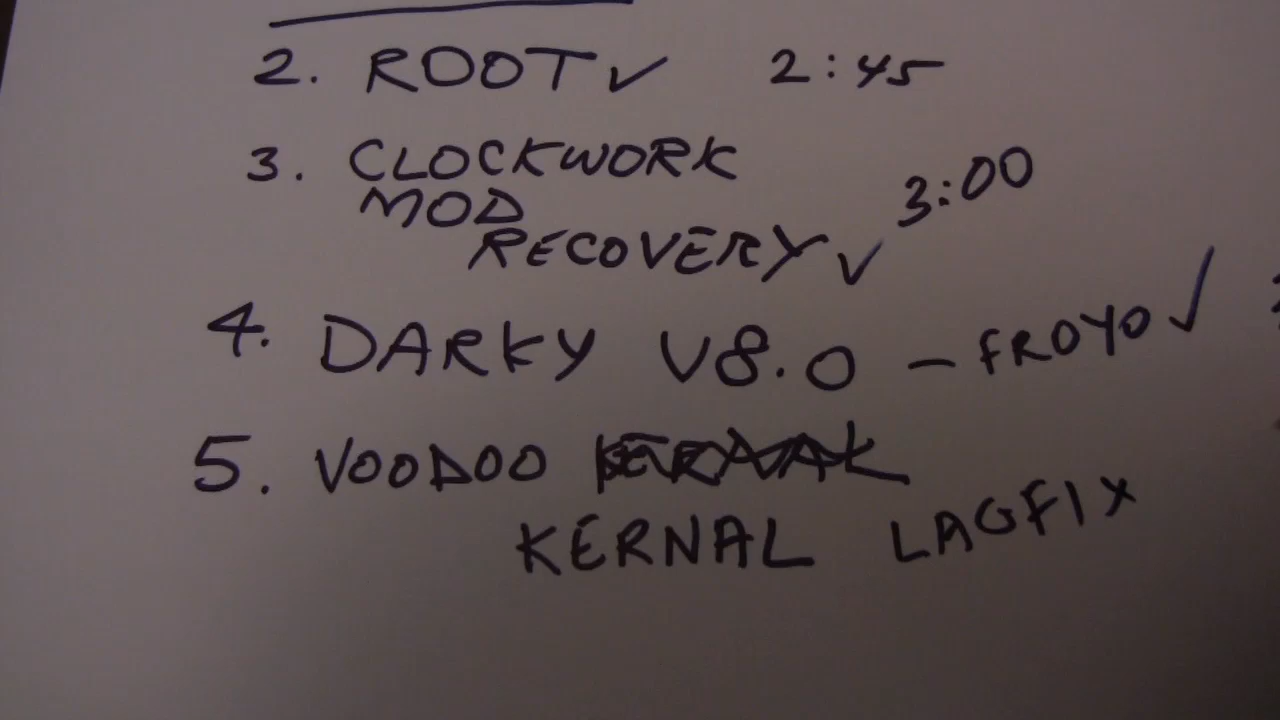 2. ROOT ✓ 2:45
3. CLOCKWORK
MOD
RECOVERY ✓ 3:00
4. DARKY V8.0 – FROYO ✓
5. VOODOO
KERNAL LAGFIX